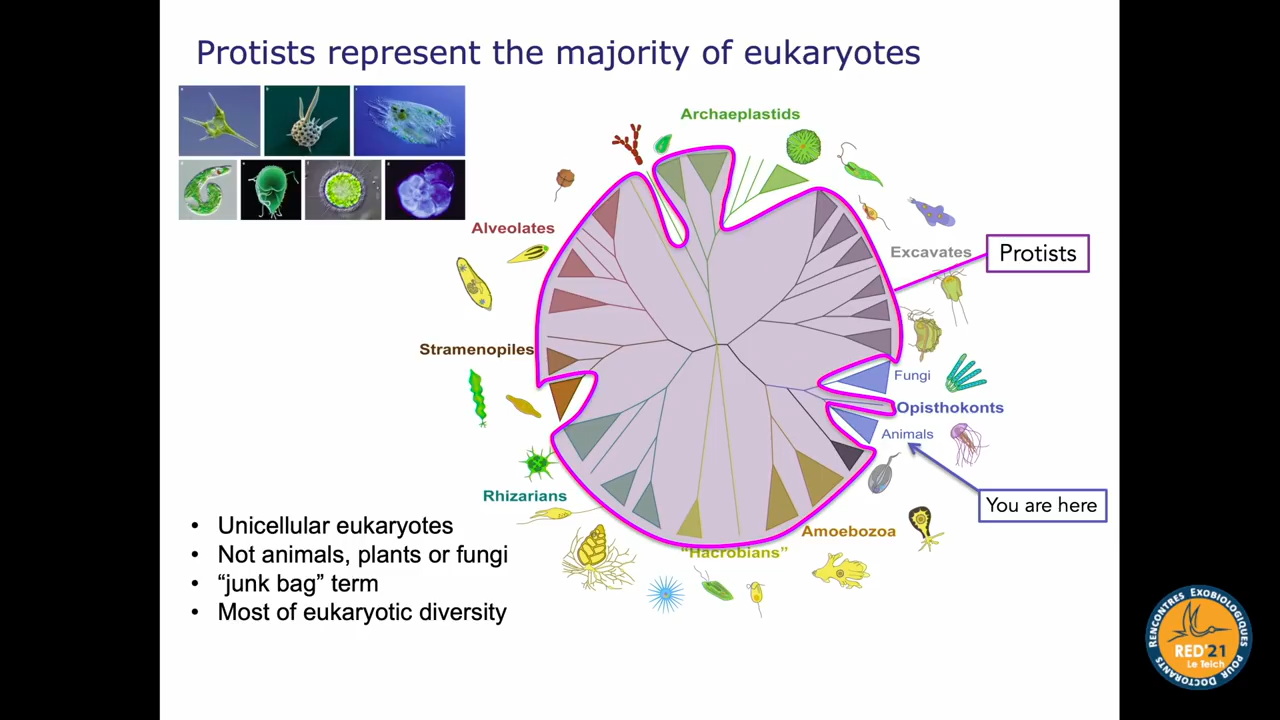 Protists represent the majority of eukaryotes
Archaeplastids
Alveolates
Excavates
Protists
Stramenopiles
Fungi
Opisthokonts
Animals
Rhizarians
You are here
Amoebozoa
“Hacrobians”
• Unicellular eukaryotes
• Not animals, plants or fungi
• “junk bag” term
• Most of eukaryotic diversity
RENCONTRES EXOBIOLOGIQUES POUR DOCTORANTS
RED'21
Le Teich